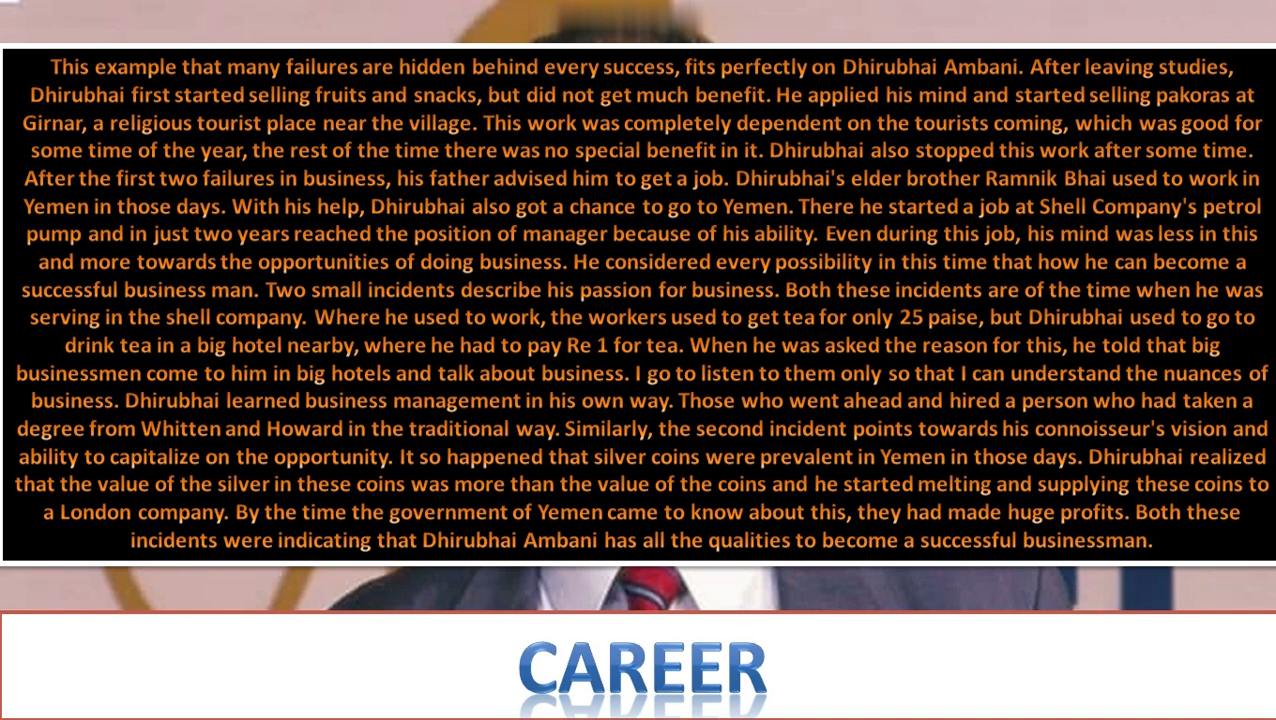 This example that many failures are hidden behind every success, fits perfectly on Dhirubhai Ambani. After leaving studies,
Dhirubhai first started selling fruits and snacks, but did not get much benefit. He applied his mind and started selling pakoras at
Girnar, a religious tourist place near the village. This work was completely dependent on the tourists coming, which was good for
some time of the year, the rest of the time there was no special benefit in it. Dhirubhai also stopped this work after some time.
After the first two failures in business, his father advised him to get a job. Dhirubhai's elder brother Ramnik Bhai used to work in
Yemen in those days. With his help, Dhirubhai also got a chance to go to Yemen. There he started a job at Shell Company's petrol
pump and in just two years reached the position of manager because of his ability. Even during this job, his mind was less in this
and more towards the opportunities of doing business. He considered every possibility in this time that how he can become a
successful business man. Two small incidents describe his passion for business. Both these incidents are of the time when he was
serving in the shell company. Where he used to work, the workers used to get tea for only 25 paise, but Dhirubhai used to go to
drink tea in a big hotel nearby, where he had to pay Re 1 for tea. When he was asked the reason for this, he told that big
businessmen come to him in big hotels and talk about business. I go to listen to them only so that I can understand the nuances of
business. Dhirubhai learned business management in his own way. Those who went ahead and hired a person who had taken a
degree from Whitten and Howard in the traditional way. Similarly, the second incident points towards his connoisseur's vision and
ability to capitalize on the opportunity. It so happened that silver coins were prevalent in Yemen in those days. Dhirubhai realized
that the value of the silver in these coins was more than the value of the coins and he started melting and supplying these coins to
a London company. By the time the government of Yemen came to know about this, they had made huge profits. Both these
incidents were indicating that Dhirubhai Ambani has all the qualities to become a successful businessman.
CAREER